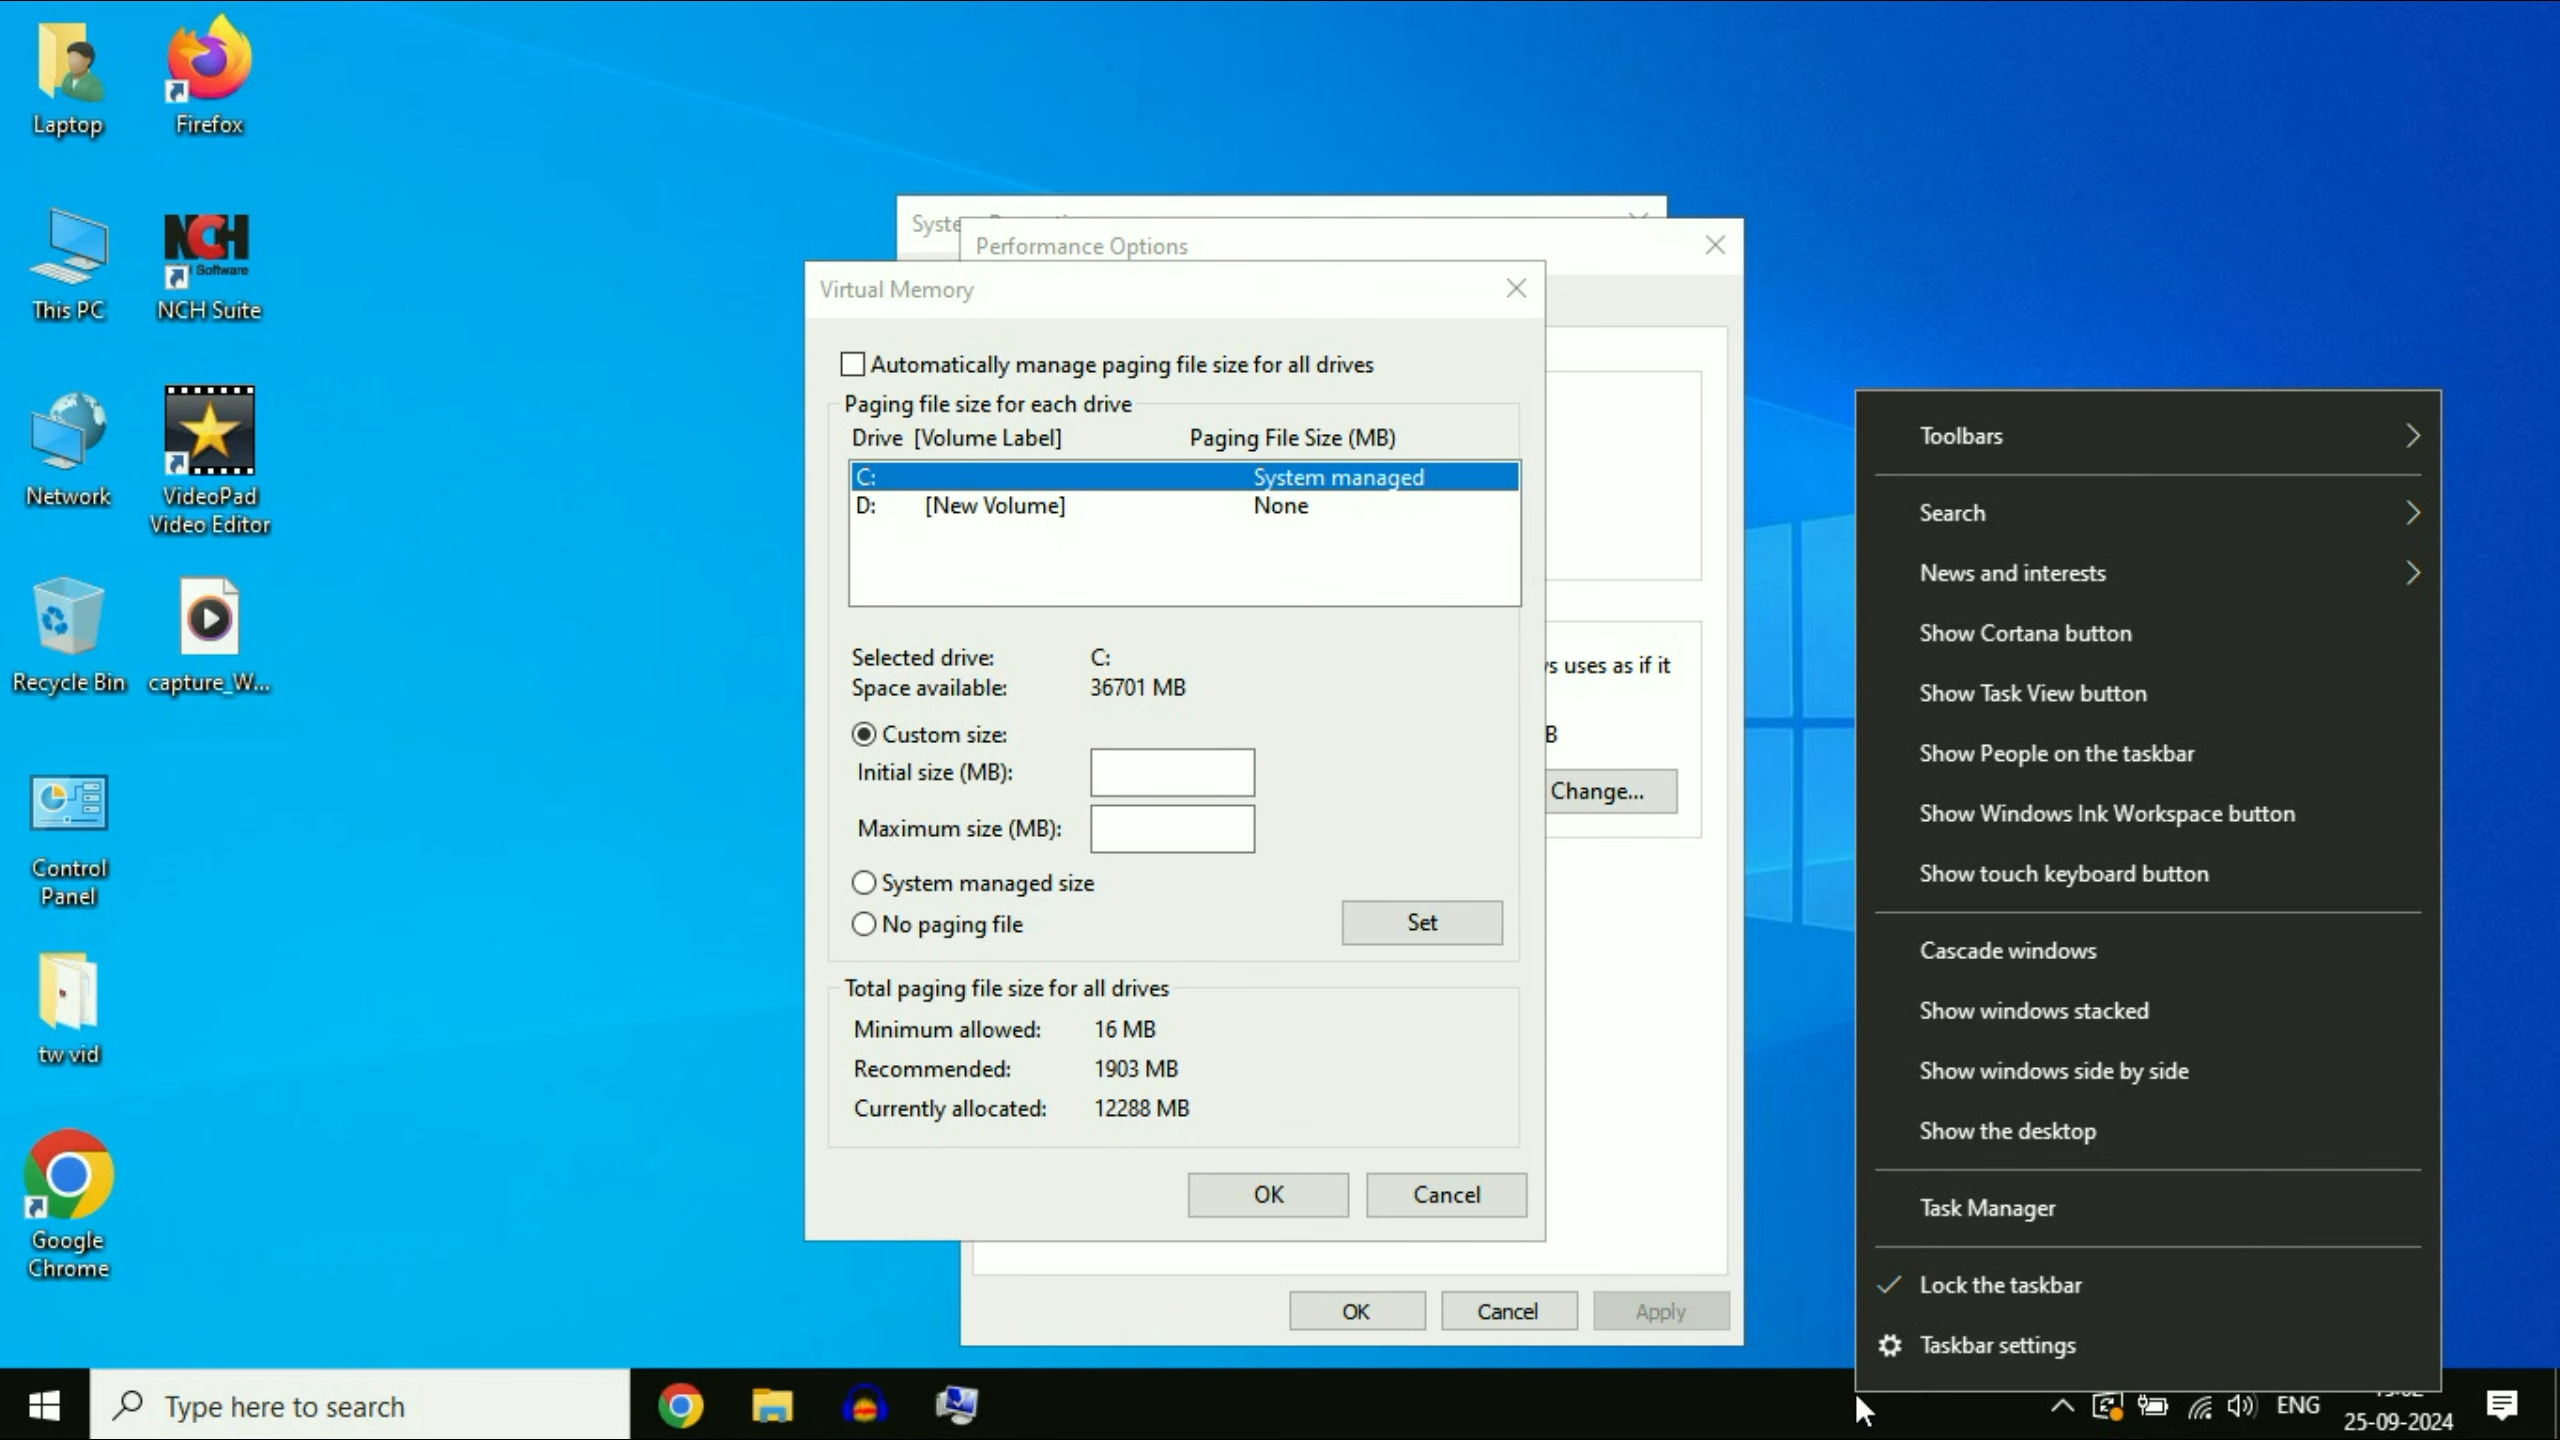 Laptop
Firefox
This PC
NCH
Software
NCH Suite
Network
VideoPad
Video Editor
Recycle Bin
capture_W...
Control
Panel
tw vid
Google
Chrome
Performance Options
Virtual Memory
Automatically manage paging file size for all drives
Paging file size for each drive
Drive [Volume Label] Paging File Size (MB)
C: System managed
D: [New Volume] None
Selected drive: C:
Space available: 36701 MB
Custom size:
Initial size (MB):
Maximum size (MB):
System managed size
No paging file
Set
Total paging file size for all drives
Minimum allowed: 16 MB
Recommended: 1903 MB
Currently allocated: 12288 MB
OK Cancel
uses as if it
B
Change...
OK Cancel Apply
Toolbars
Search
News and interests
Show Cortana button
Show Task View button
Show People on the taskbar
Show Windows Ink Workspace button
Show touch keyboard button
Cascade windows
Show windows stacked
Show windows side by side
Show the desktop
Task Manager
Lock the taskbar
Taskbar settings
Type here to search
ENG
25-09-2024